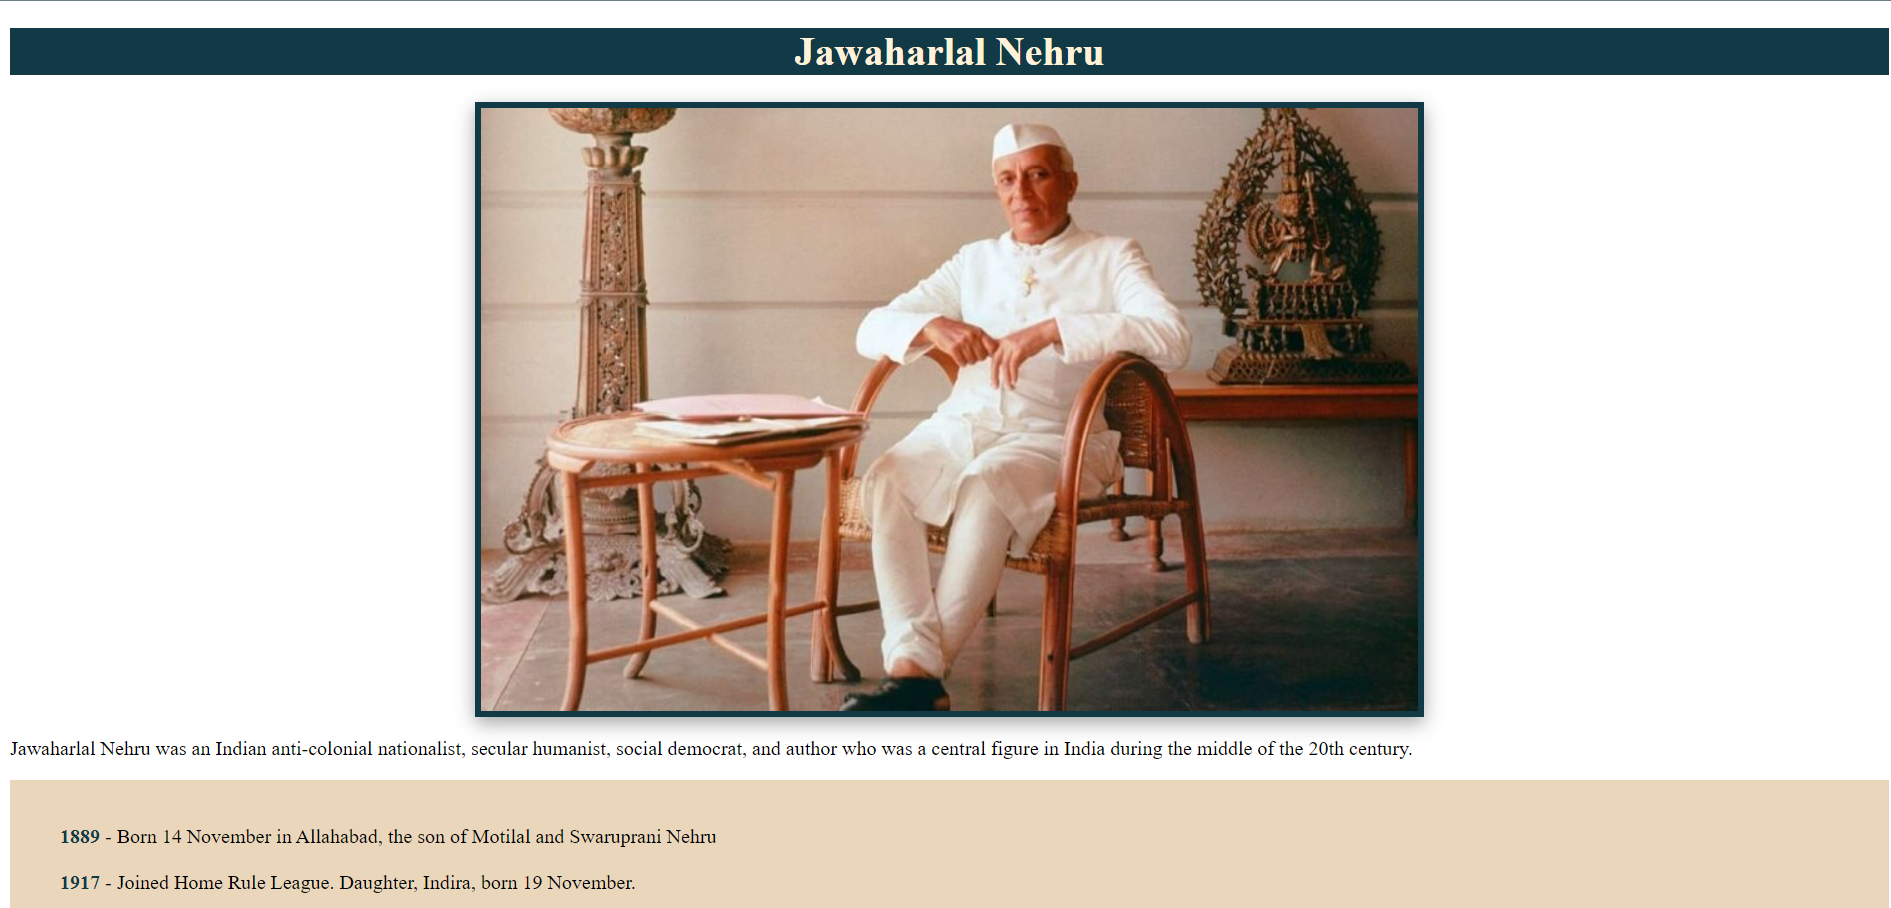 Jawaharlal Nehru
Jawaharlal Nehru was an Indian anti-colonial nationalist, secular humanist, social democrat, and author who was a central figure in India during the middle of the 20th century.
1889 - Born 14 November in Allahabad, the son of Motilal and Swaruprani Nehru
1917 - Joined Home Rule League. Daughter, Indira, born 19 November.